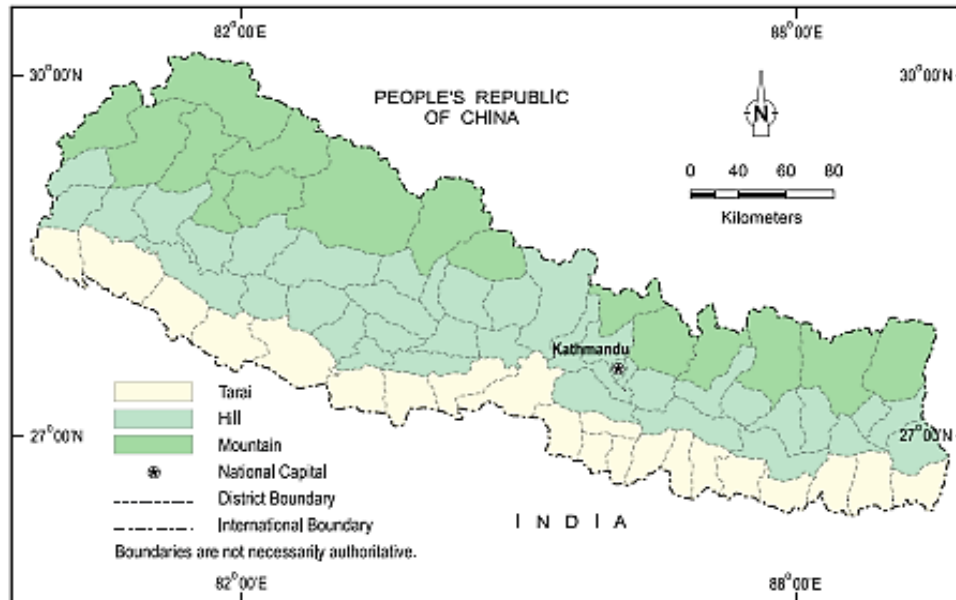 82°00'E
88°00'E
30°00'N
30°00'N
PEOPLE'S REPUBLIC
OF CHINA
N
0 40 60 80
Kilometers
Kathmandu
Tarai
Hill
27°00'N
27°00'N
Mountain
National Capital
District Boundary
INDIA
International Boundary
Boundaries are not necessarily authoritative.
82°00'E
88°00'E